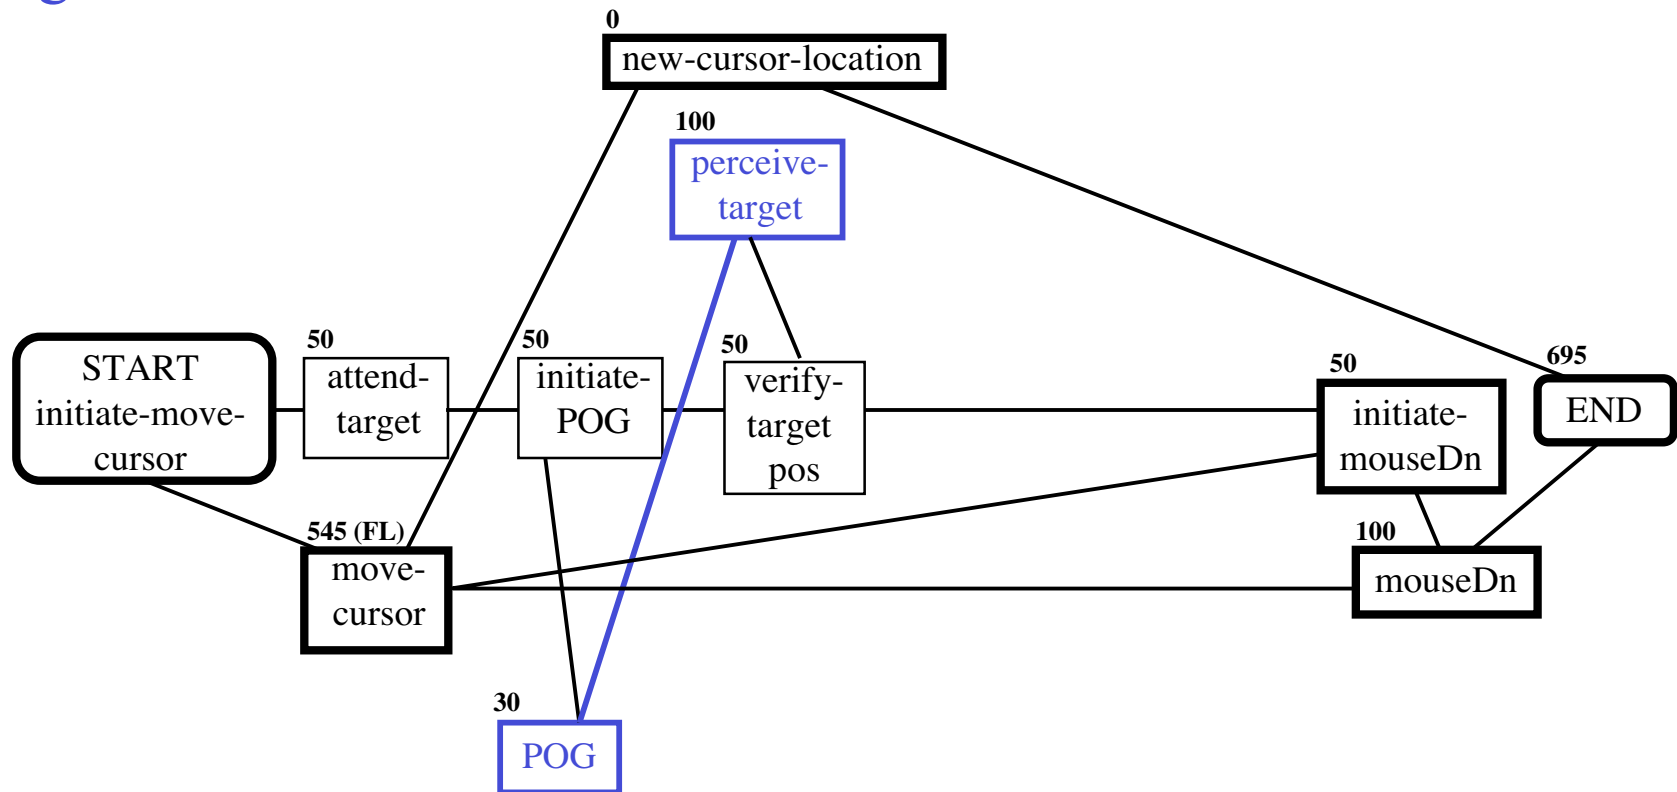 0
new-cursor-location
100
perceive-
target
START
initiate-move-
cursor
50
attend-
target
50
initiate-
POG
50
verify-
target
pos
50
initiate-
mouseDn
695
END
545 (FL)
move-
cursor
100
mouseDn
30
POG